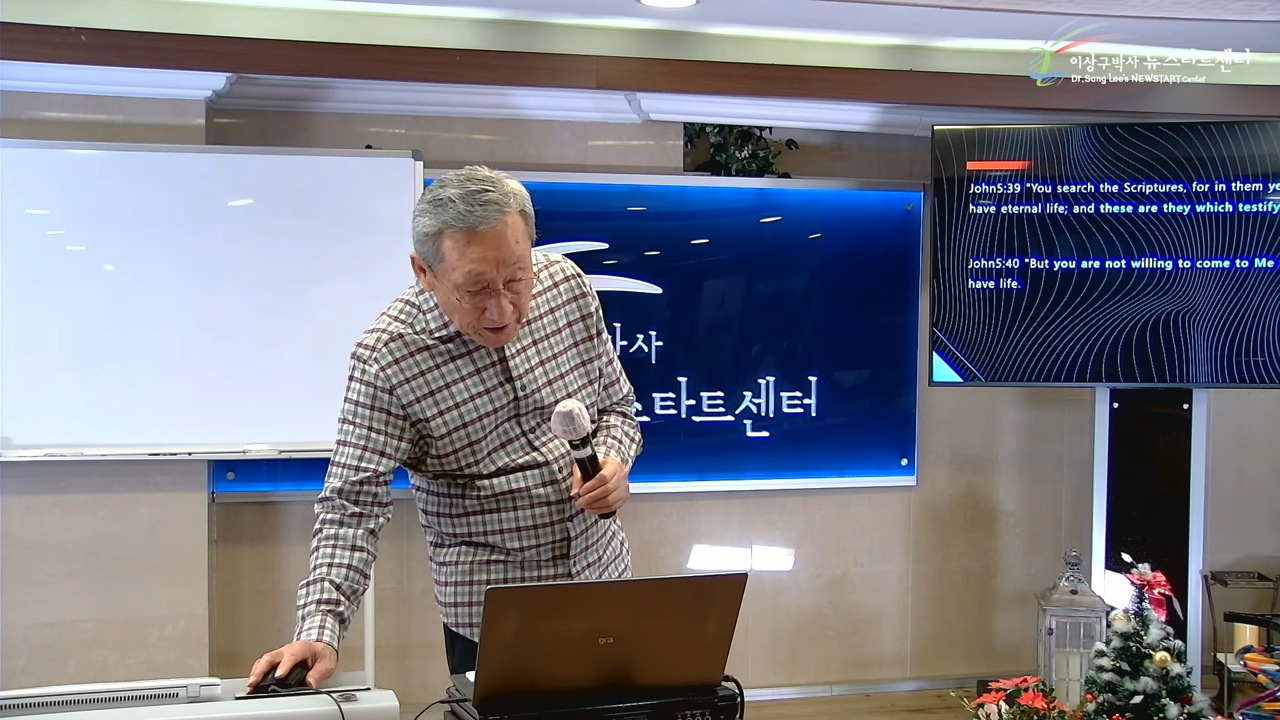 이상구박사 뉴스타트센터
Dr. Sang Lee's NEWSTART Center
John5:39 "You search the Scriptures, for in them
have eternal life; and these are they which testify
John5:40 "But you are not willing to come to Me
have life.
사
스타트센터
gra